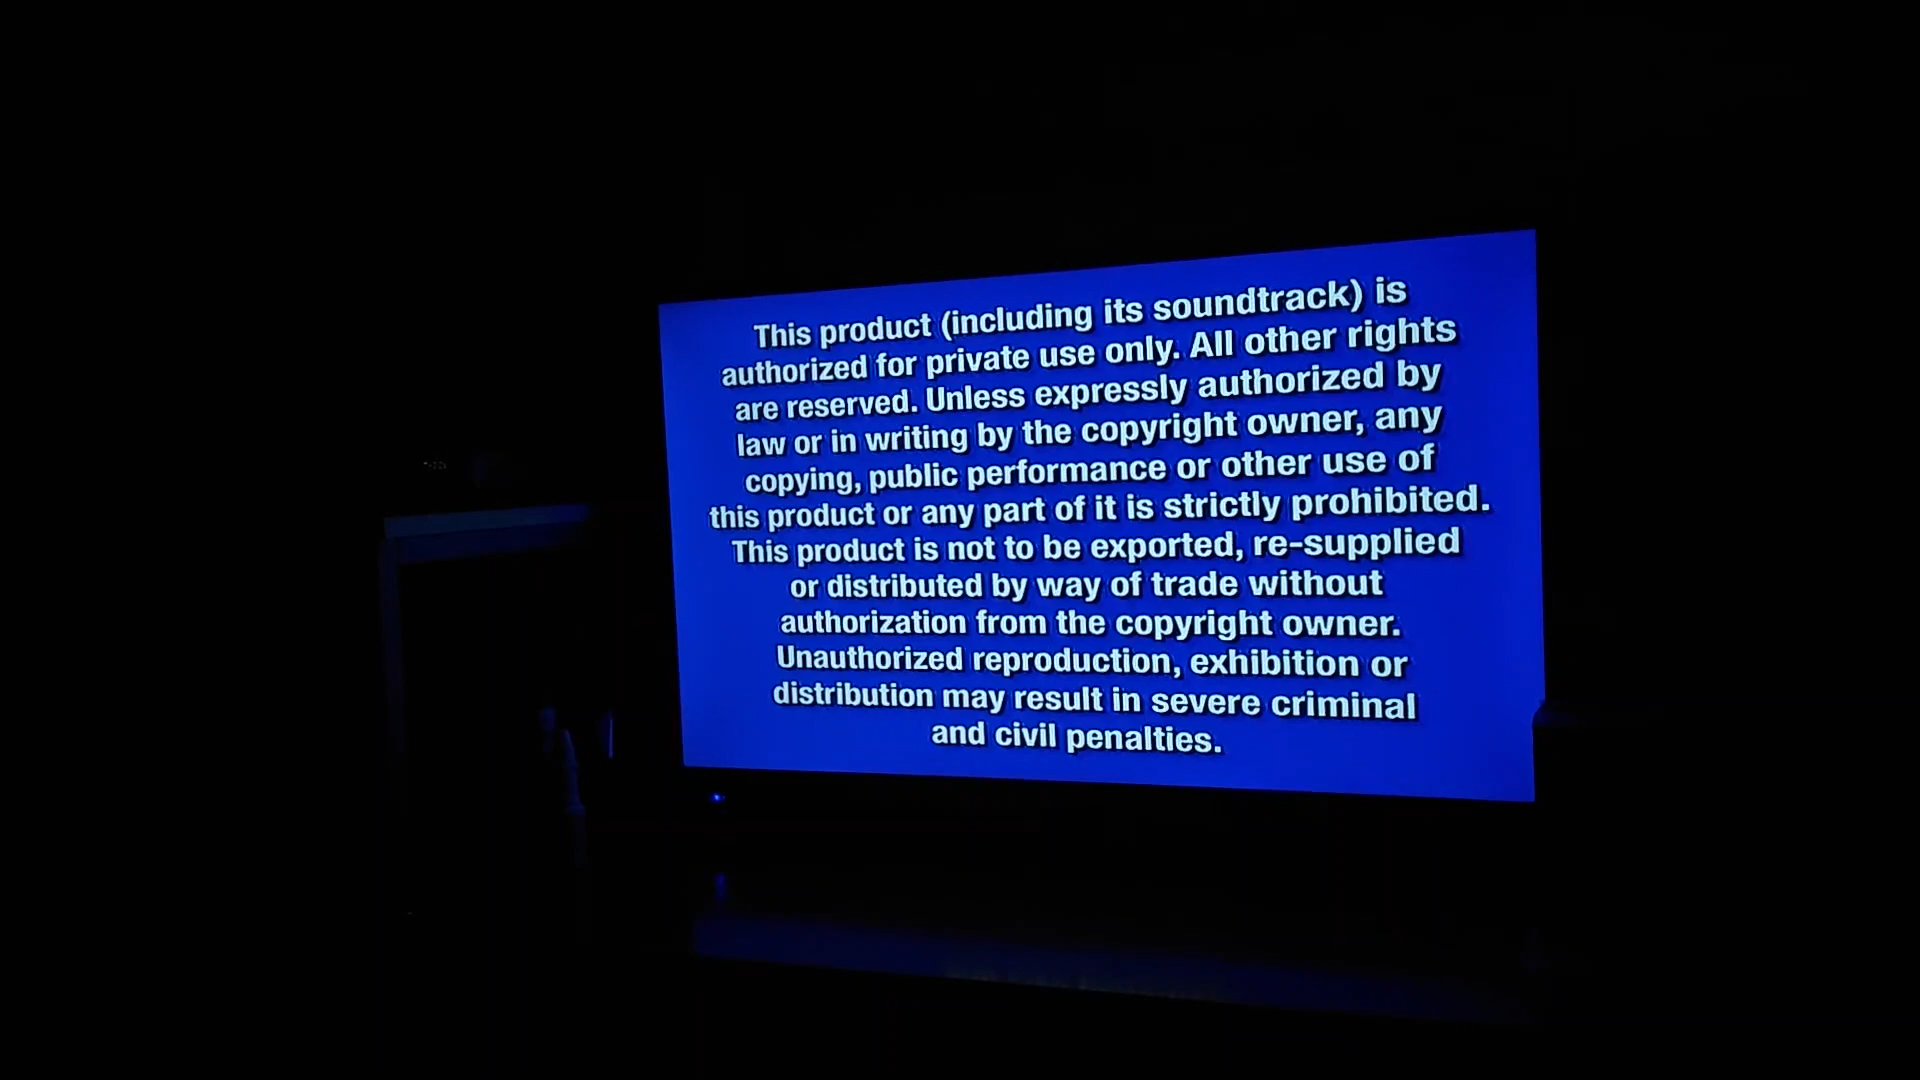 This product (including its soundtrack) is
authorized for private use only. All other rights
are reserved. Unless expressly authorized by
law or in writing by the copyright owner, any
copying, public performance or other use of
this product or any part of it is strictly prohibited.
This product is not to be exported, re-supplied
or distributed by way of trade without
authorization from the copyright owner.
Unauthorized reproduction, exhibition or
distribution may result in severe criminal
and civil penalties.